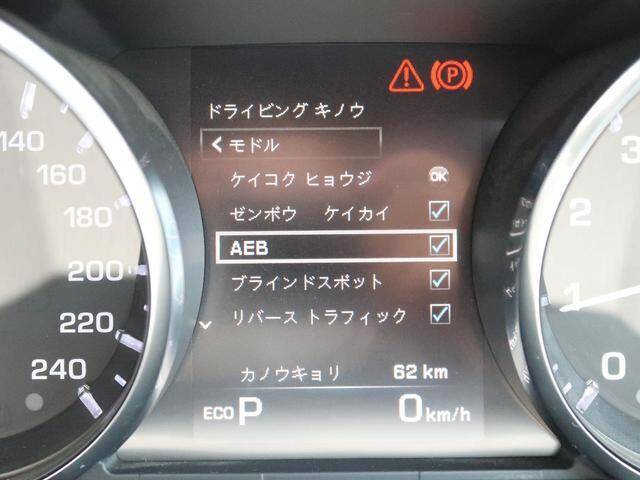 P
ドライビング キノウ
モドル
ケイコク ヒョウジ OK
ゼンボウ ケイカイ
AEB
ブラインドスポット
リバース トラフィック
カノウキョリ 62 km
ECO P 0 km/h
140
160
180
200
220
240
3
2
1
0